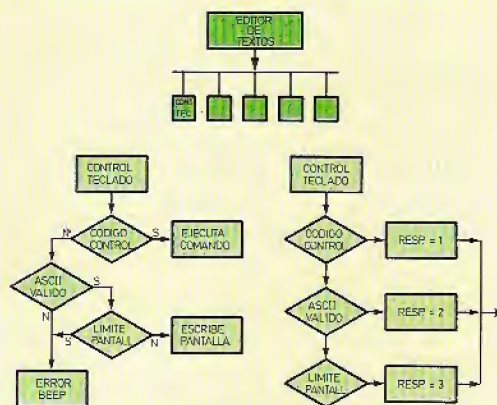 EDITOR
DE
TEXTOS
CONT
TEC
CONTROL
TECLADO
CODIGO
CONTROL
N
S
EJECUTA
COMANDO
ASCII
VALIDO
S
N
LIMITE
PANTALL
S
N
ESCRIBE
PANTALLA
ERROR
BEEP
CONTROL
TECLADO
CODIGO
CONTROL
RESP = 1
ASCII
VALIDO
RESP = 2
LIMITE
PANTALL
RESP = 3